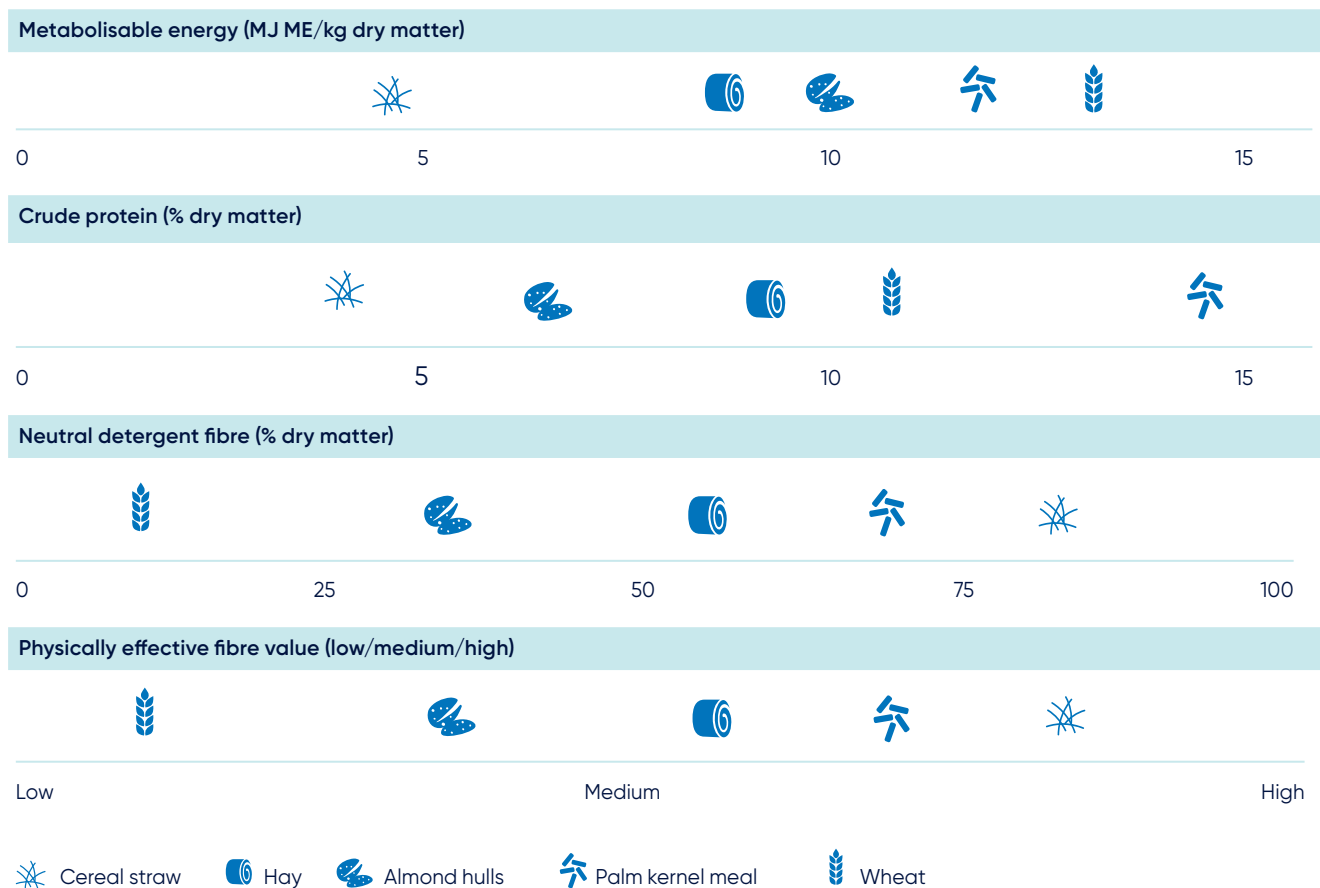 Metabolisable energy (MJ ME/kg dry matter)
0 5 10 15
Crude protein (% dry matter)
0 5 10 15
Neutral detergent fibre (% dry matter)
0 25 50 75 100
Physically effective fibre value (low/medium/high)
Low Medium High
Cereal straw Hay Almond hulls Palm kernel meal Wheat